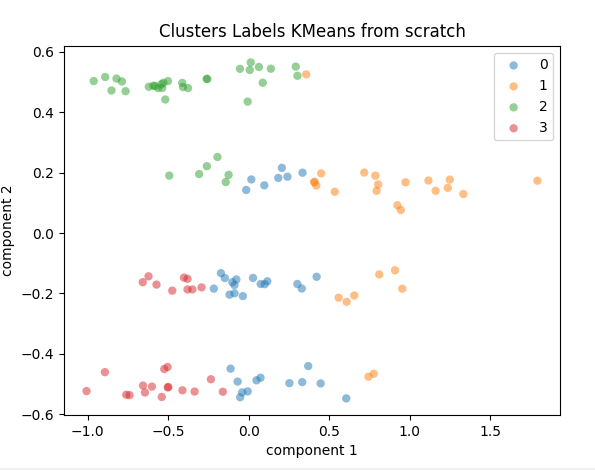 Clusters Labels KMeans from scratch
0
1
2
3
0.6
0.4
0.2
0.0
−0.2
−0.4
−0.6
component 2
−1.0 −0.5 0.0 0.5 1.0 1.5
component 1